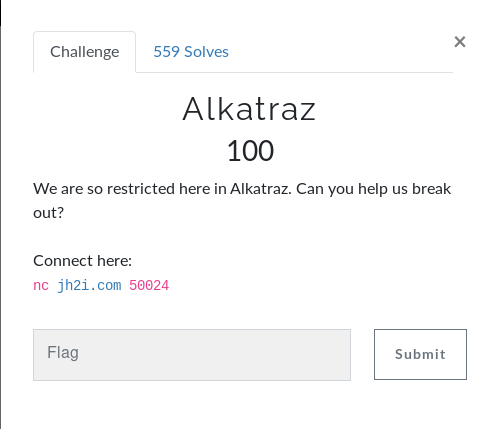 ×
Challenge 559 Solves
Alkatraz
100
We are so restricted here in Alkatraz. Can you help us break
out?
Connect here:
nc jh2i.com 50024
Flag Submit